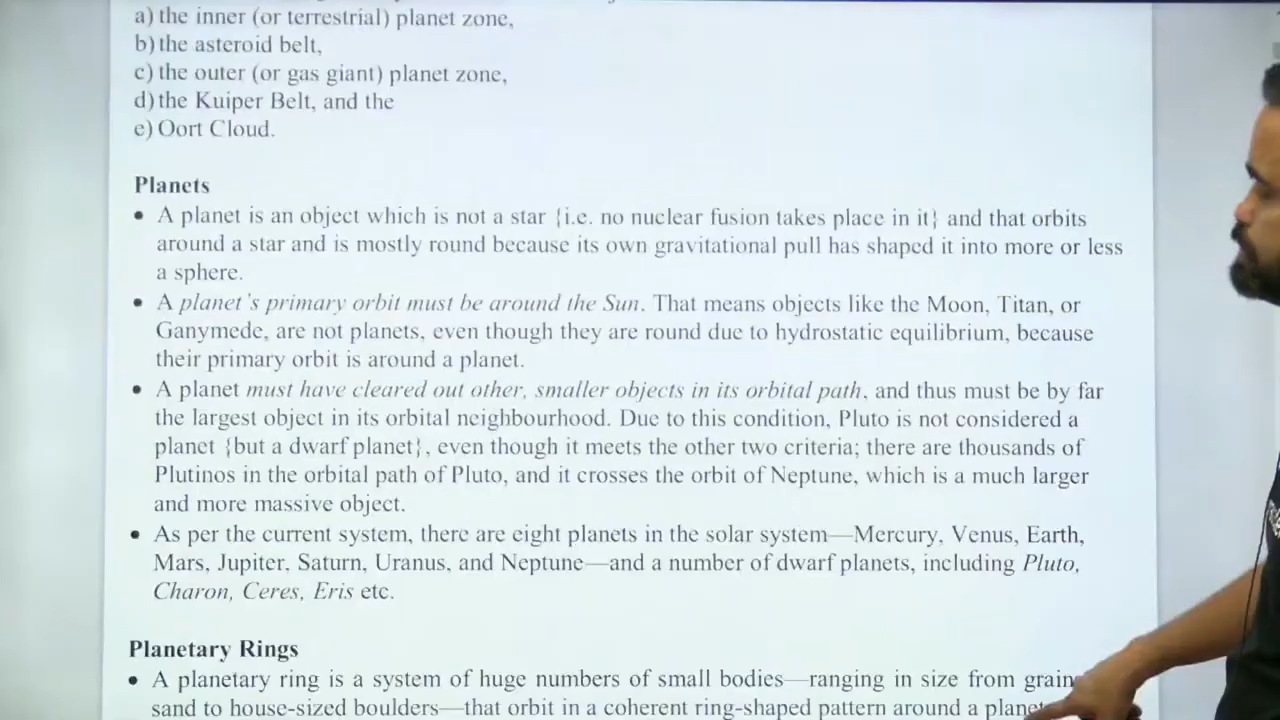 a) the inner (or terrestrial) planet zone,
b) the asteroid belt,
c) the outer (or gas giant) planet zone,
d) the Kuiper Belt, and the
e) Oort Cloud.
Planets
• A planet is an object which is not a star {i.e. no nuclear fusion takes place in it} and that orbits
around a star and is mostly round because its own gravitational pull has shaped it into more or less
a sphere.
• A planet's primary orbit must be around the Sun. That means objects like the Moon, Titan, or
Ganymede, are not planets, even though they are round due to hydrostatic equilibrium, because
their primary orbit is around a planet.
• A planet must have cleared out other, smaller objects in its orbital path, and thus must be by far
the largest object in its orbital neighbourhood. Due to this condition, Pluto is not considered a
planet {but a dwarf planet}, even though it meets the other two criteria; there are thousands of
Plutinos in the orbital path of Pluto, and it crosses the orbit of Neptune, which is a much larger
and more massive object.
• As per the current system, there are eight planets in the solar system—Mercury, Venus, Earth,
Mars, Jupiter, Saturn, Uranus, and Neptune—and a number of dwarf planets, including Pluto,
Charon, Ceres, Eris etc.
Planetary Rings
• A planetary ring is a system of huge numbers of small bodies—ranging in size from grain
sand to house-sized boulders—that orbit in a coherent ring-shaped pattern around a planet